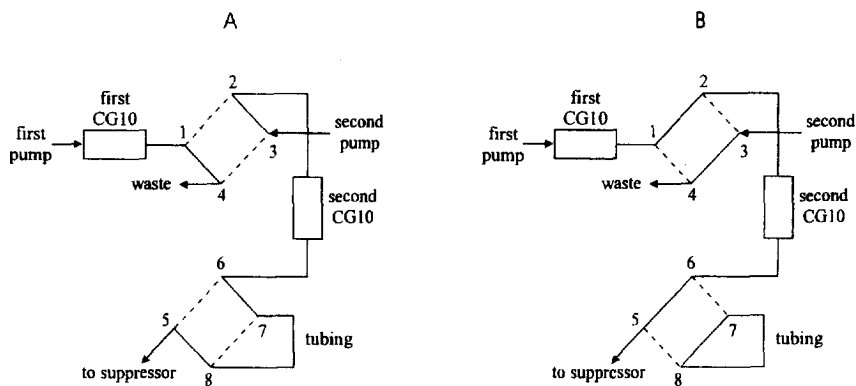 A
first
CG10
first
pump
1
2
3
4
second
pump
waste
second
CG10
6
5
7
8
tubing
to suppressor
B
first
CG10
first
pump
1
2
3
4
second
pump
waste
second
CG10
6
5
7
8
tubing
to suppressor